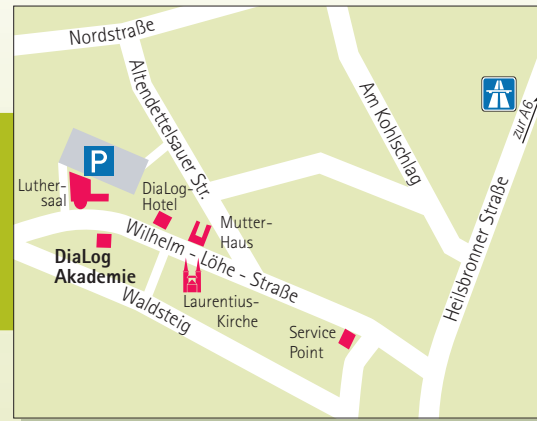 Nordstraße
Altendettelsauer Str.
Am Kohlschlag
zur A6
Heilsbronner Straße
P
Luther-
saal
DiaLog-
Hotel
Mutter-
Haus
Wilhelm - Löhe - Straße
DiaLog
Akademie
Laurentius-
Kirche
Waldsteig
Service
Point